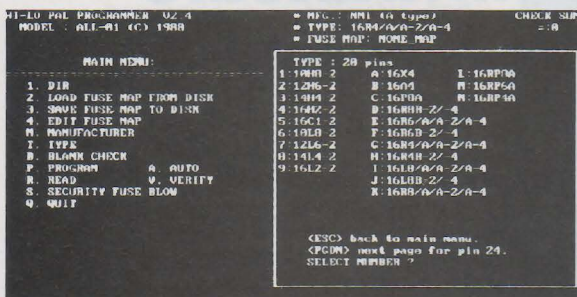 HI-LO PAL PROGRAMMER V2.4
MODEL : ALL-01 (C) 1988
* MFG.: MMI (A type)
CHECK SUM
* TYPE: 16R4/A/A-2/A-4
=:0
* FUSE MAP: NONE_MAP
MAIN MENU:
1. DIR
2. LOAD FUSE MAP FROM DISK
3. SAVE FUSE MAP TO DISK
4. EDIT FUSE MAP
M. MANUFACTURER
T. TYPE
B. BLANK CHECK
P. PROGRAM A. AUTO
R. READ V. VERIFY
S. SECURITY FUSE BLOW
Q. QUIT
TYPE : 20 pins
1:10H8-2 A:16X4 L:16RP8A
2:12H6-2 B:16A4 M:16RP6A
3:14H4-2 C:16P8A N:16RP4A
4:16H2-2 D:16R8B-2/-4
5:16C1-2 E:16R6/A/A-2/A-4
6:10L8-2 F:16R6B-2/-4
7:12L6-2 G:16R4/A/A-2/A-4
8:14L4-2 H:16R4B-2/-4
9:16L2-2 I:16L8/A/A-2/A-4
J:16L8B-2/-4
K:16R8/A/A-2/A-4
<ESC> back to main manu.
<PGDN> next page for pin 24.
SELECT NUMBER ?